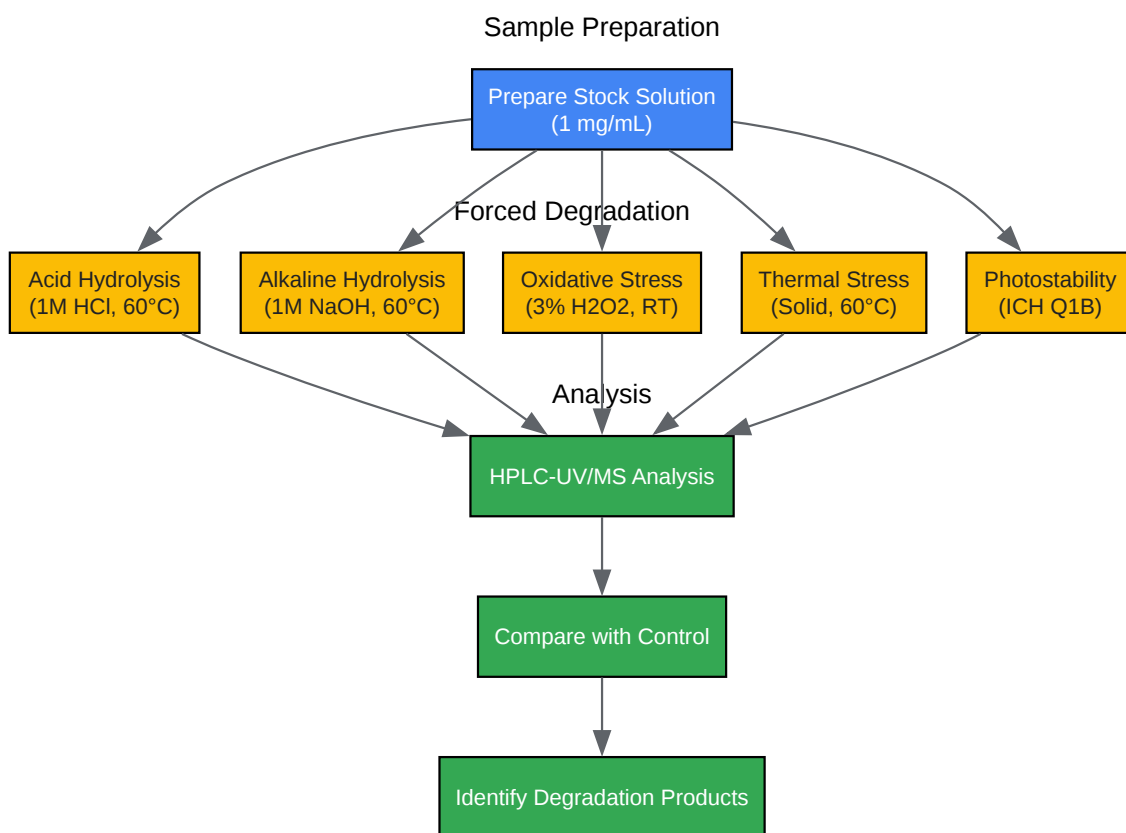 Sample Preparation
Prepare Stock Solution
(1 mg/mL)
Forced Degradation
Acid Hydrolysis
(1M HCl, 60°C)
Alkaline Hydrolysis
(1M NaOH, 60°C)
Oxidative Stress
(3% H2O2, RT)
Thermal Stress
(Solid, 60°C)
Photostability
(ICH Q1B)
Analysis
HPLC-UV/MS Analysis
Compare with Control
Identify Degradation Products